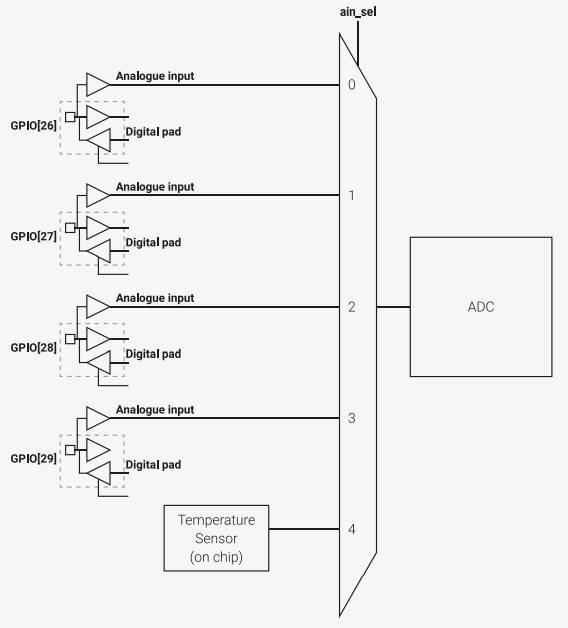 ain_sel
Analogue input
0
GPIO[26]
Digital pad
Analogue input
1
GPIO[27]
Digital pad
Analogue input
2
ADC
GPIO[28]
Digital pad
Analogue input
3
GPIO[29]
Digital pad
Temperature
Sensor
(on chip)
4